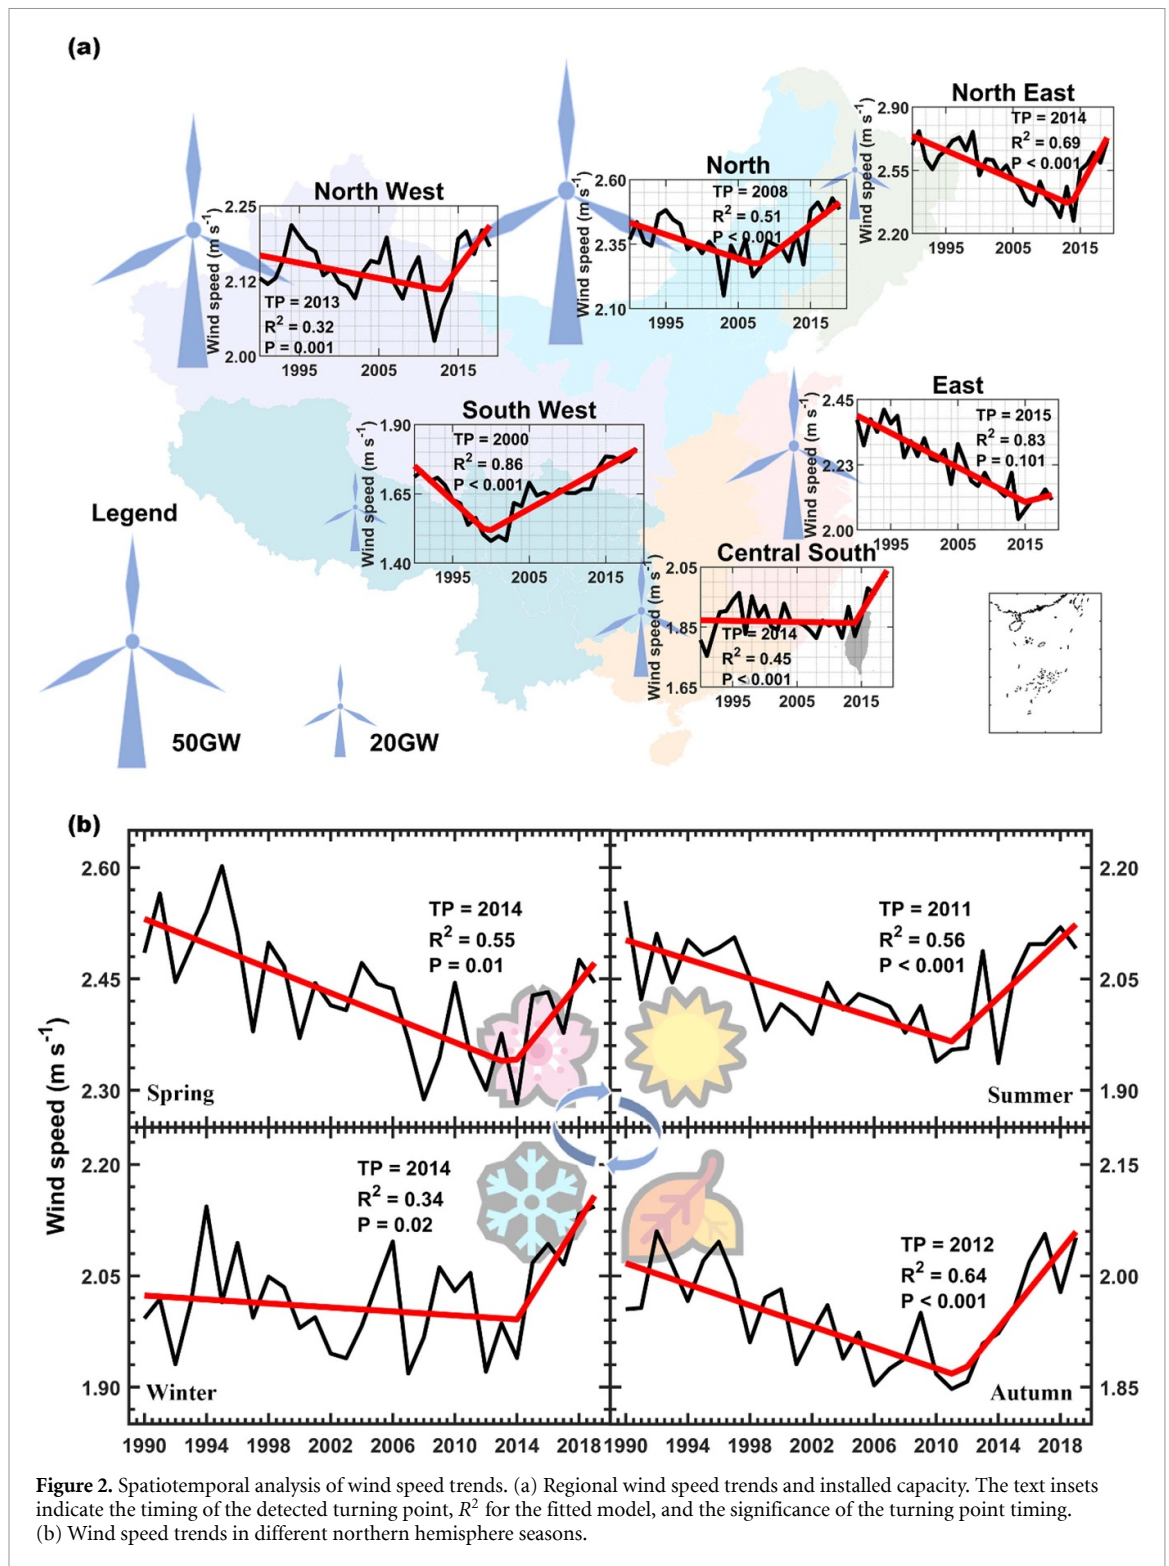 (a)
North East
Wind speed (m s⁻¹)
2.90
2.55
2.20
TP = 2014
R² = 0.69
P < 0.001
1995 2005 2015
North
Wind speed (m s⁻¹)
2.60
2.35
2.10
TP = 2008
R² = 0.51
P < 0.001
1995 2005 2015
North West
Wind speed (m s⁻¹)
2.25
2.12
2.00
TP = 2013
R² = 0.32
P = 0.001
1995 2005 2015
East
Wind speed (m s⁻¹)
2.45
2.23
2.00
TP = 2015
R² = 0.83
P = 0.101
1995 2005 2015
South West
Wind speed (m s⁻¹)
1.90
1.65
1.40
TP = 2000
R² = 0.86
P < 0.001
1995 2005 2015
Central South
Wind speed (m s⁻¹)
2.05
1.85
1.65
TP = 2014
R² = 0.45
P < 0.001
1995 2005 2015
Legend
50GW 20GW
(b)
Wind speed (m s⁻¹)
2.60
2.45
2.30
TP = 2014
R² = 0.55
P = 0.01
Spring
2.20
2.05
1.90
TP = 2011
R² = 0.56
P < 0.001
Summer
2.20
2.05
1.90
TP = 2014
R² = 0.34
P = 0.02
Winter
2.15
2.00
1.85
TP = 2012
R² = 0.64
P < 0.001
Autumn
1990 1994 1998 2002 2006 2010 2014 2018 1990 1994 1998 2002 2006 2010 2014 2018
Figure 2. Spatiotemporal analysis of wind speed trends. (a) Regional wind speed trends and installed capacity. The text insets
indicate the timing of the detected turning point, R² for the fitted model, and the significance of the turning point timing.
(b) Wind speed trends in different northern hemisphere seasons.